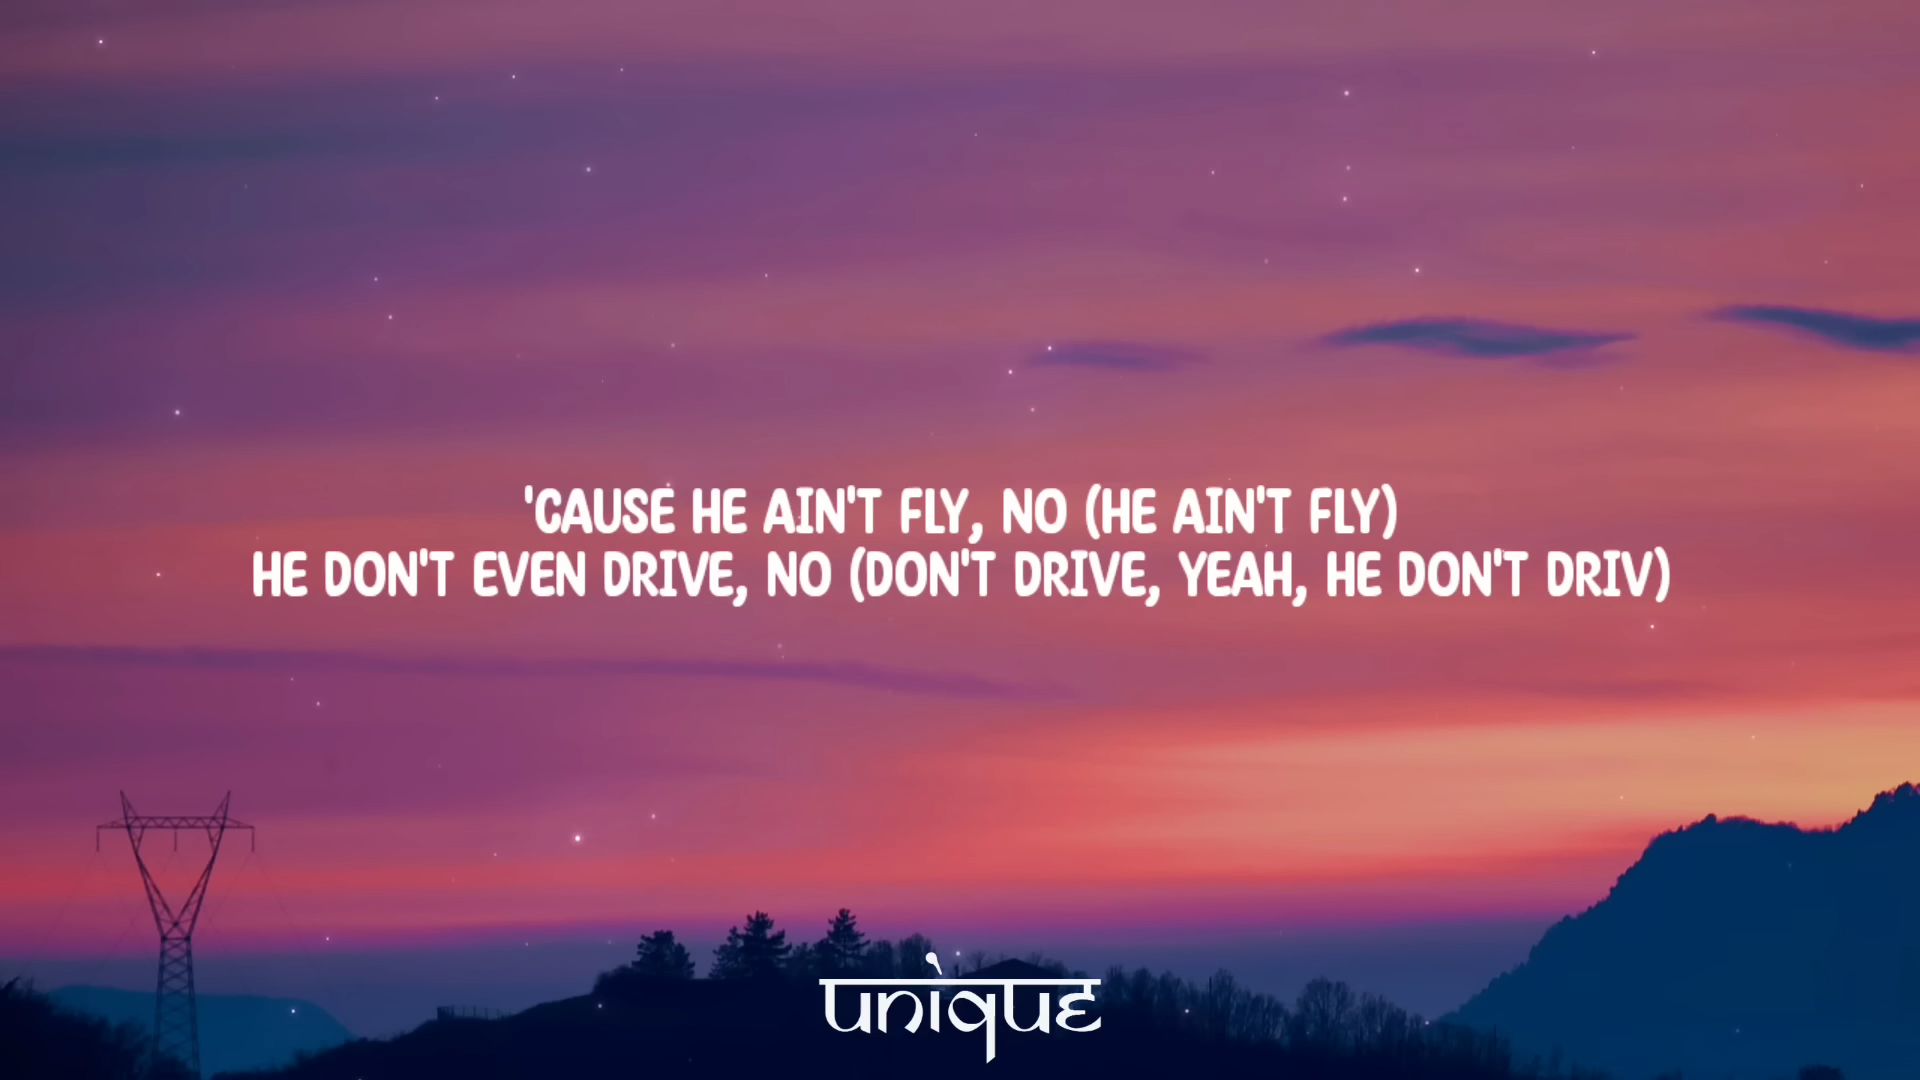 'CAUSE HE AIN'T FLY, NO (HE AIN'T FLY)
HE DON'T EVEN DRIVE, NO (DON'T DRIVE, YEAH, HE DON'T DRIV)
UNIQUE